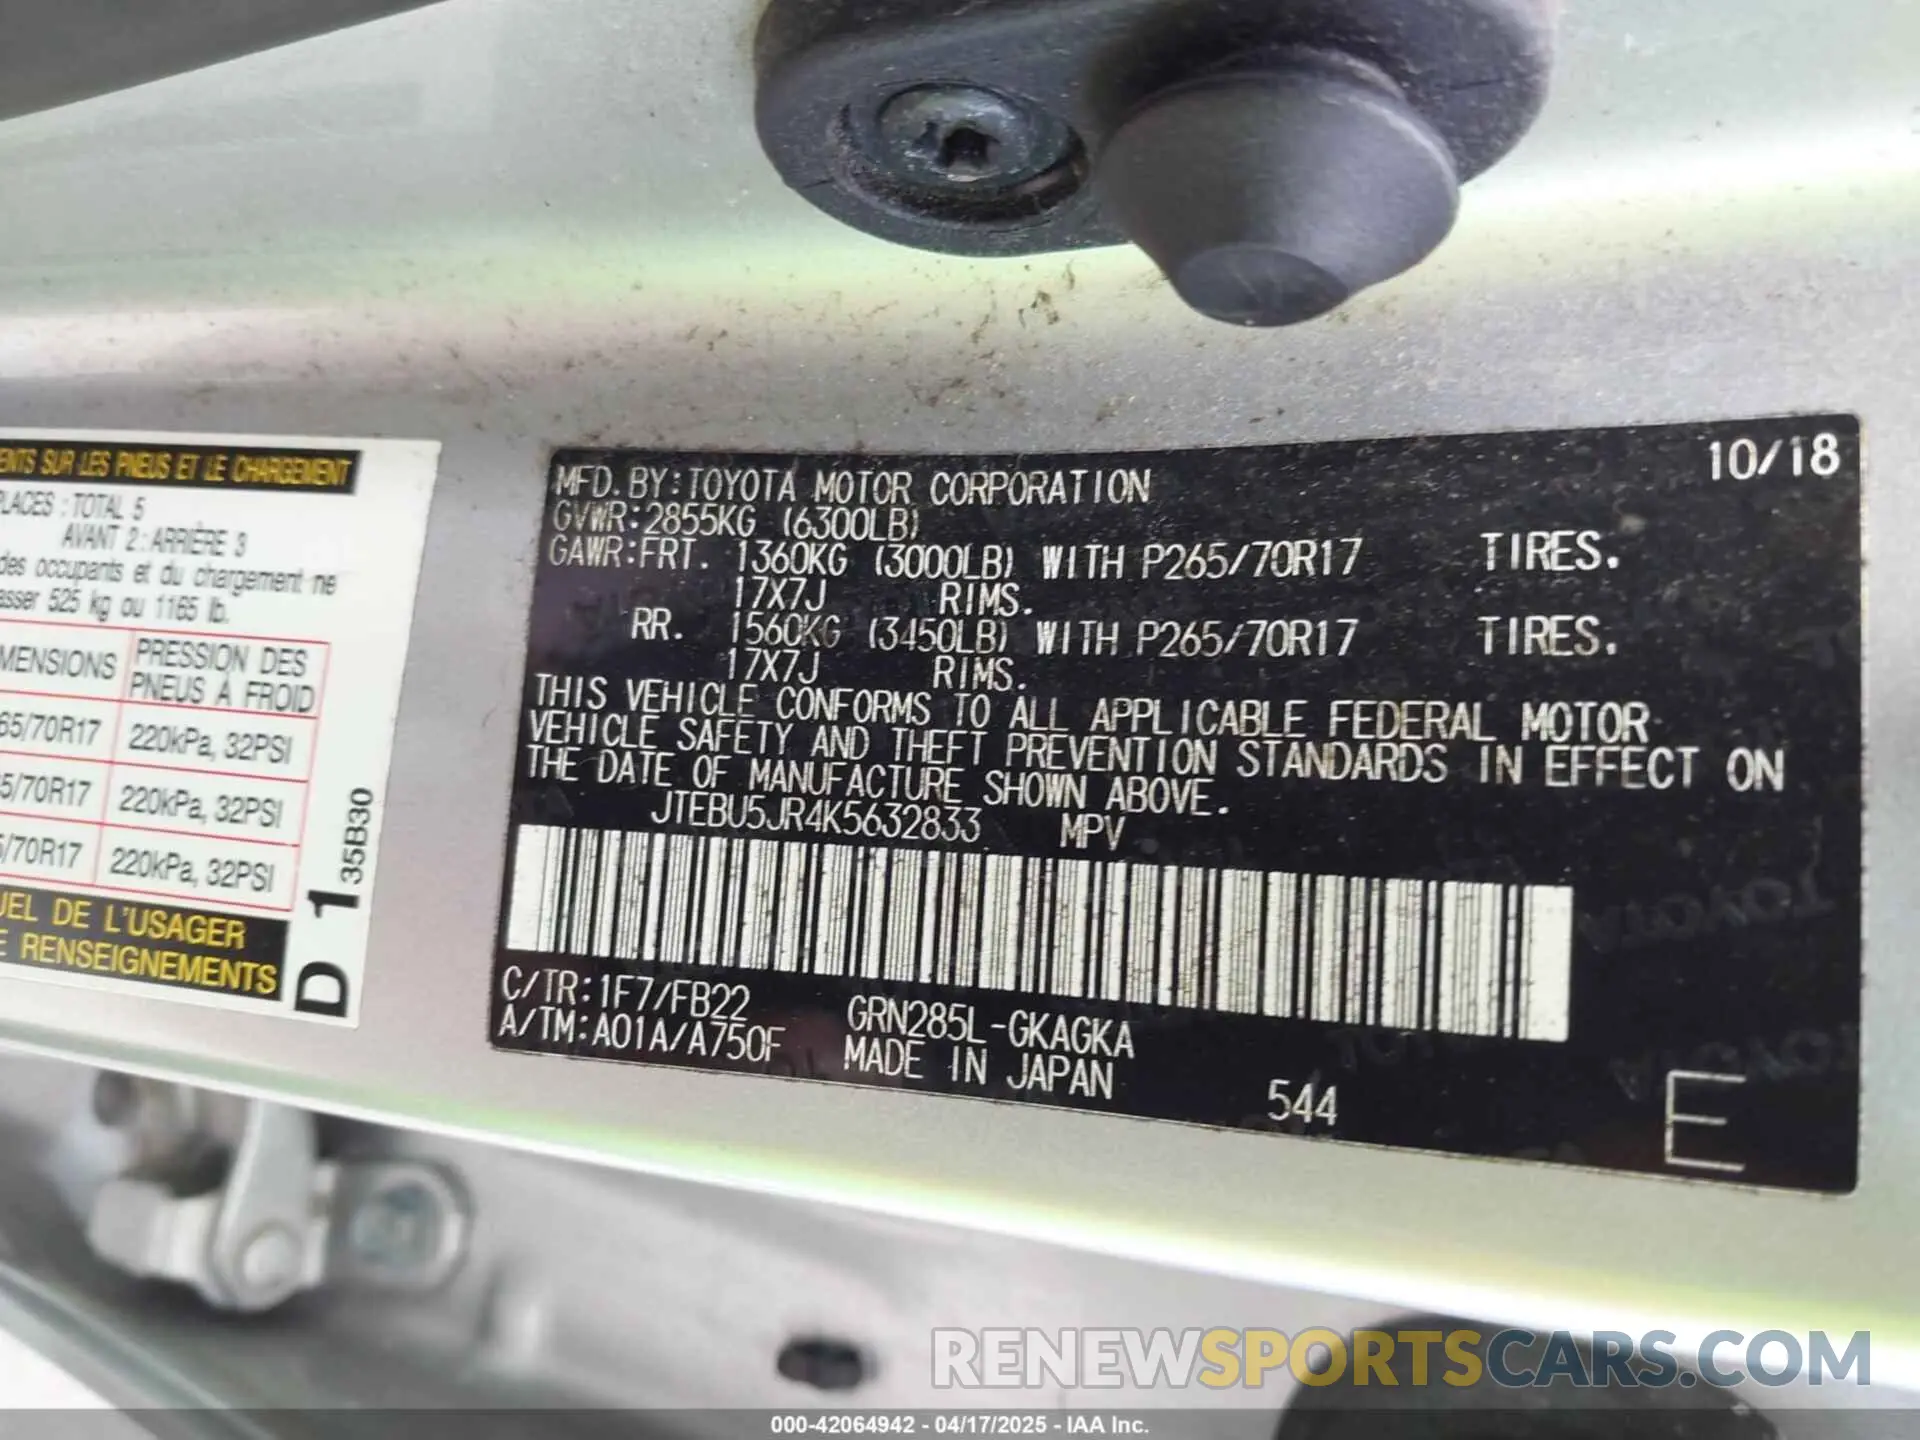 ENTS SUR LES PNEUS ET LE CHARGEMENT
PLACES : TOTAL 5
AVANT 2 : ARRIÈRE 3
des occupants et du chargement ne
asser 525 kg ou 1165 lb.
MENSIONS PRESSION DES
PNEUS À FROID
65/70R17 220kPa, 32PSI
5/70R17 220kPa, 32PSI
5/70R17 220kPa, 32PSI
UEL DE L'USAGER
E RENSEIGNEMENTS
D 1 35B30
10/18
MFD. BY:TOYOTA MOTOR CORPORATION
GVWR:2855KG (6300LB)
GAWR:FRT. 1360KG (3000LB) WITH P265/70R17 TIRES.
17X7J RIMS.
RR. 1560KG (3450LB) WITH P265/70R17 TIRES.
17X7J RIMS.
THIS VEHICLE CONFORMS TO ALL APPLICABLE FEDERAL MOTOR
VEHICLE SAFETY AND THEFT PREVENTION STANDARDS IN EFFECT ON
THE DATE OF MANUFACTURE SHOWN ABOVE.
JTEBU5JR4K5632833 MPV
C/TR:1F7/FB22 GRN285L-GKAGKA
A/TM:A01A/A750F MADE IN JAPAN
544 E
RENEWSPORTSCARS.COM
000-42064942 - 04/17/2025 - IAA Inc.